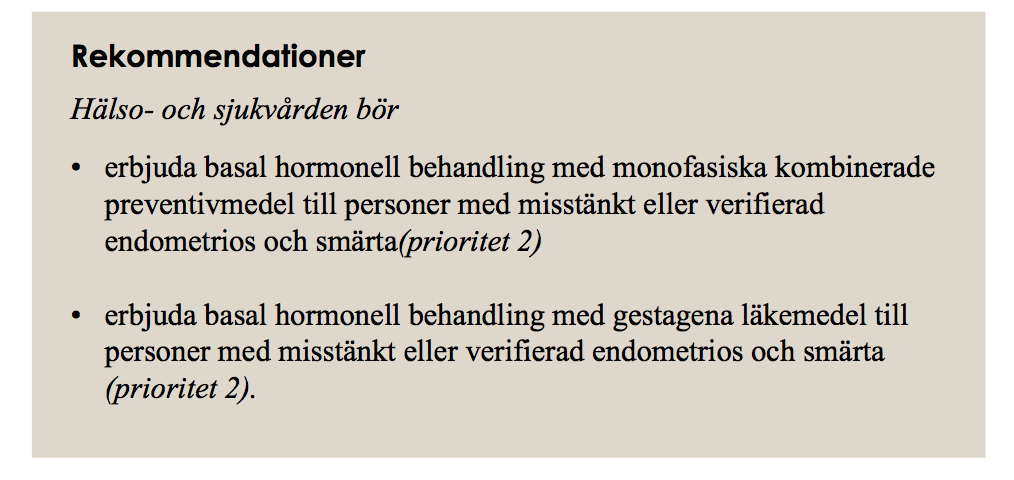 Rekommendationer
Hälso- och sjukvården bör
• erbjuda basal hormonell behandling med monofasiska kombinerade
preventivmedel till personer med misstänkt eller verifierad
endometrios och smärta(prioritet 2)
• erbjuda basal hormonell behandling med gestagena läkemedel till
personer med misstänkt eller verifierad endometrios och smärta
(prioritet 2).